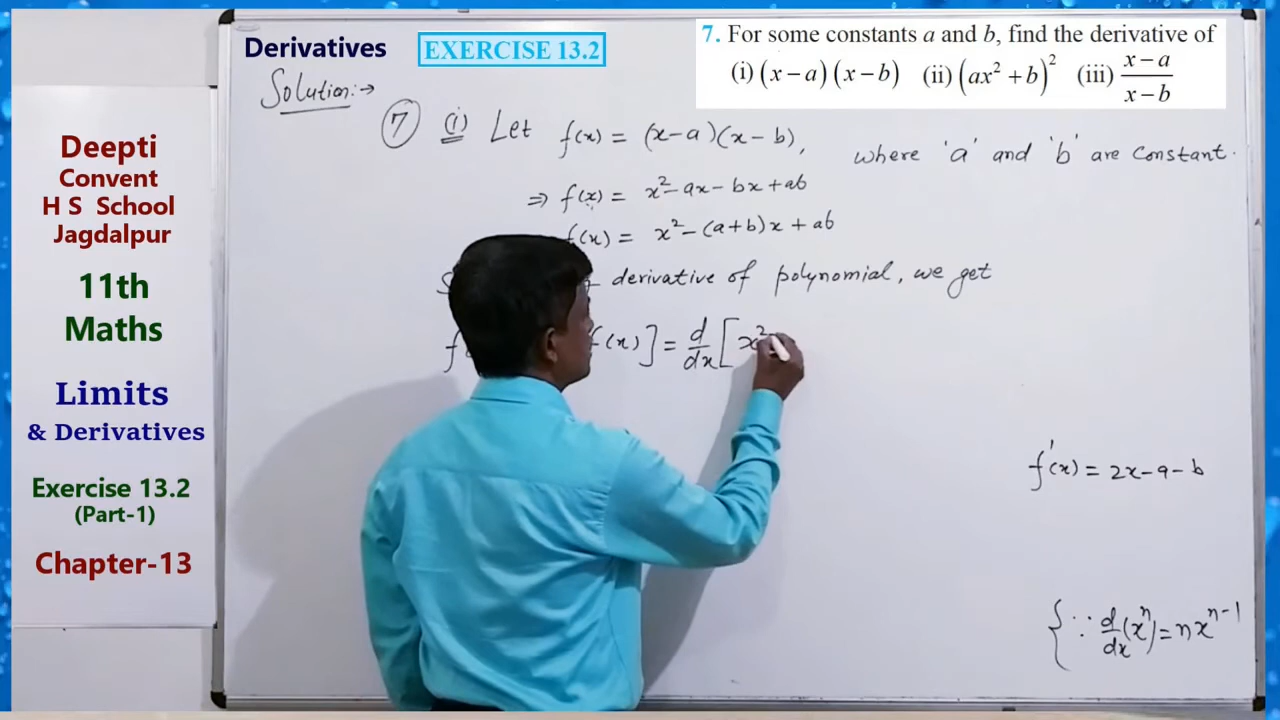 Derivatives EXERCISE 13.2
7. For some constants a and b, find the derivative of
(i) (x−a)(x−b) (ii) (ax²+b)² (iii) (x−a)/(x−b)
Deepti
Convent
H S School
Jagdalpur
11th
Maths
Limits
& Derivatives
Exercise 13.2
(Part-1)
Chapter-13
Solution:→
⑦ (i) Let f(x) = (x−a)(x−b), where 'a' and 'b' are constant.
⇒ f(x) = x²−ax−bx+ab
f(x) = x²−(a+b)x+ab
derivative of polynomial, we get
f(x)] = d/dx [x²
f'(x) = 2x−a−b
{∵ d/dx(xⁿ) = nxⁿ⁻¹